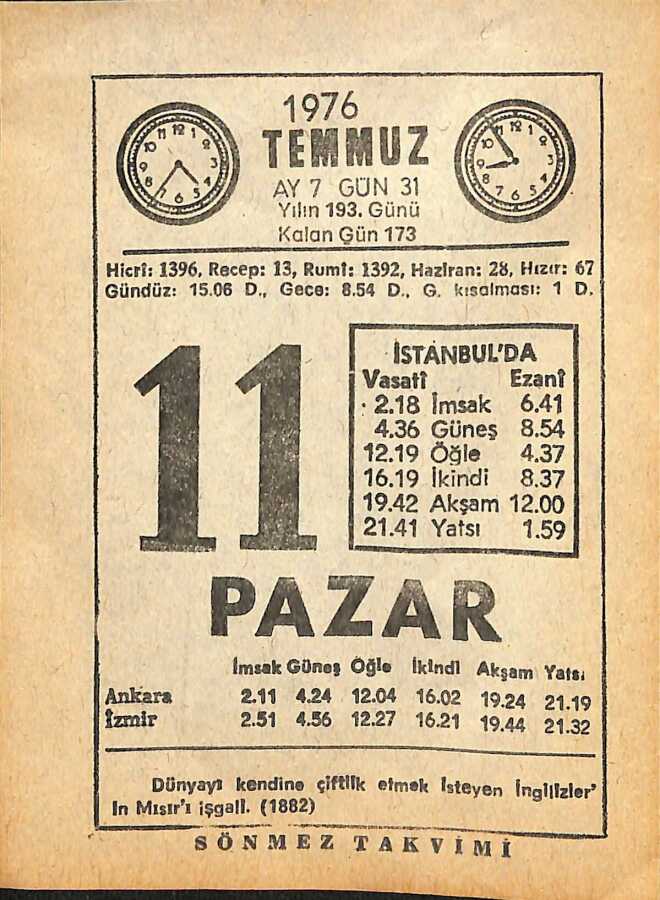 1976
TEMMUZ
AY 7 GÜN 31
Yılın 193. Günü
Kalan Gün 173
Hicrî: 1396, Recep: 13, Rumî: 1392, Haziran: 28, Hızır: 67
Gündüz: 15.06 D., Gece: 8.54 D., G. kısalması: 1 D.
11
İSTANBUL'DA
Vasatî Ezanî
2.18 İmsak 6.41
4.36 Güneş 8.54
12.19 Öğle 4.37
16.19 İkindi 8.37
19.42 Akşam 12.00
21.41 Yatsı 1.59
PAZAR
İmsak Güneş Öğle İkindi Akşam Yatsı
Ankara 2.11 4.24 12.04 16.02 19.24 21.19
İzmir 2.51 4.56 12.27 16.21 19.44 21.32
Dünyayı kendine çiftlik etmek isteyen İngilizler'
in Mısır'ı işgali. (1882)
SÖNMEZ TAKVİMİ